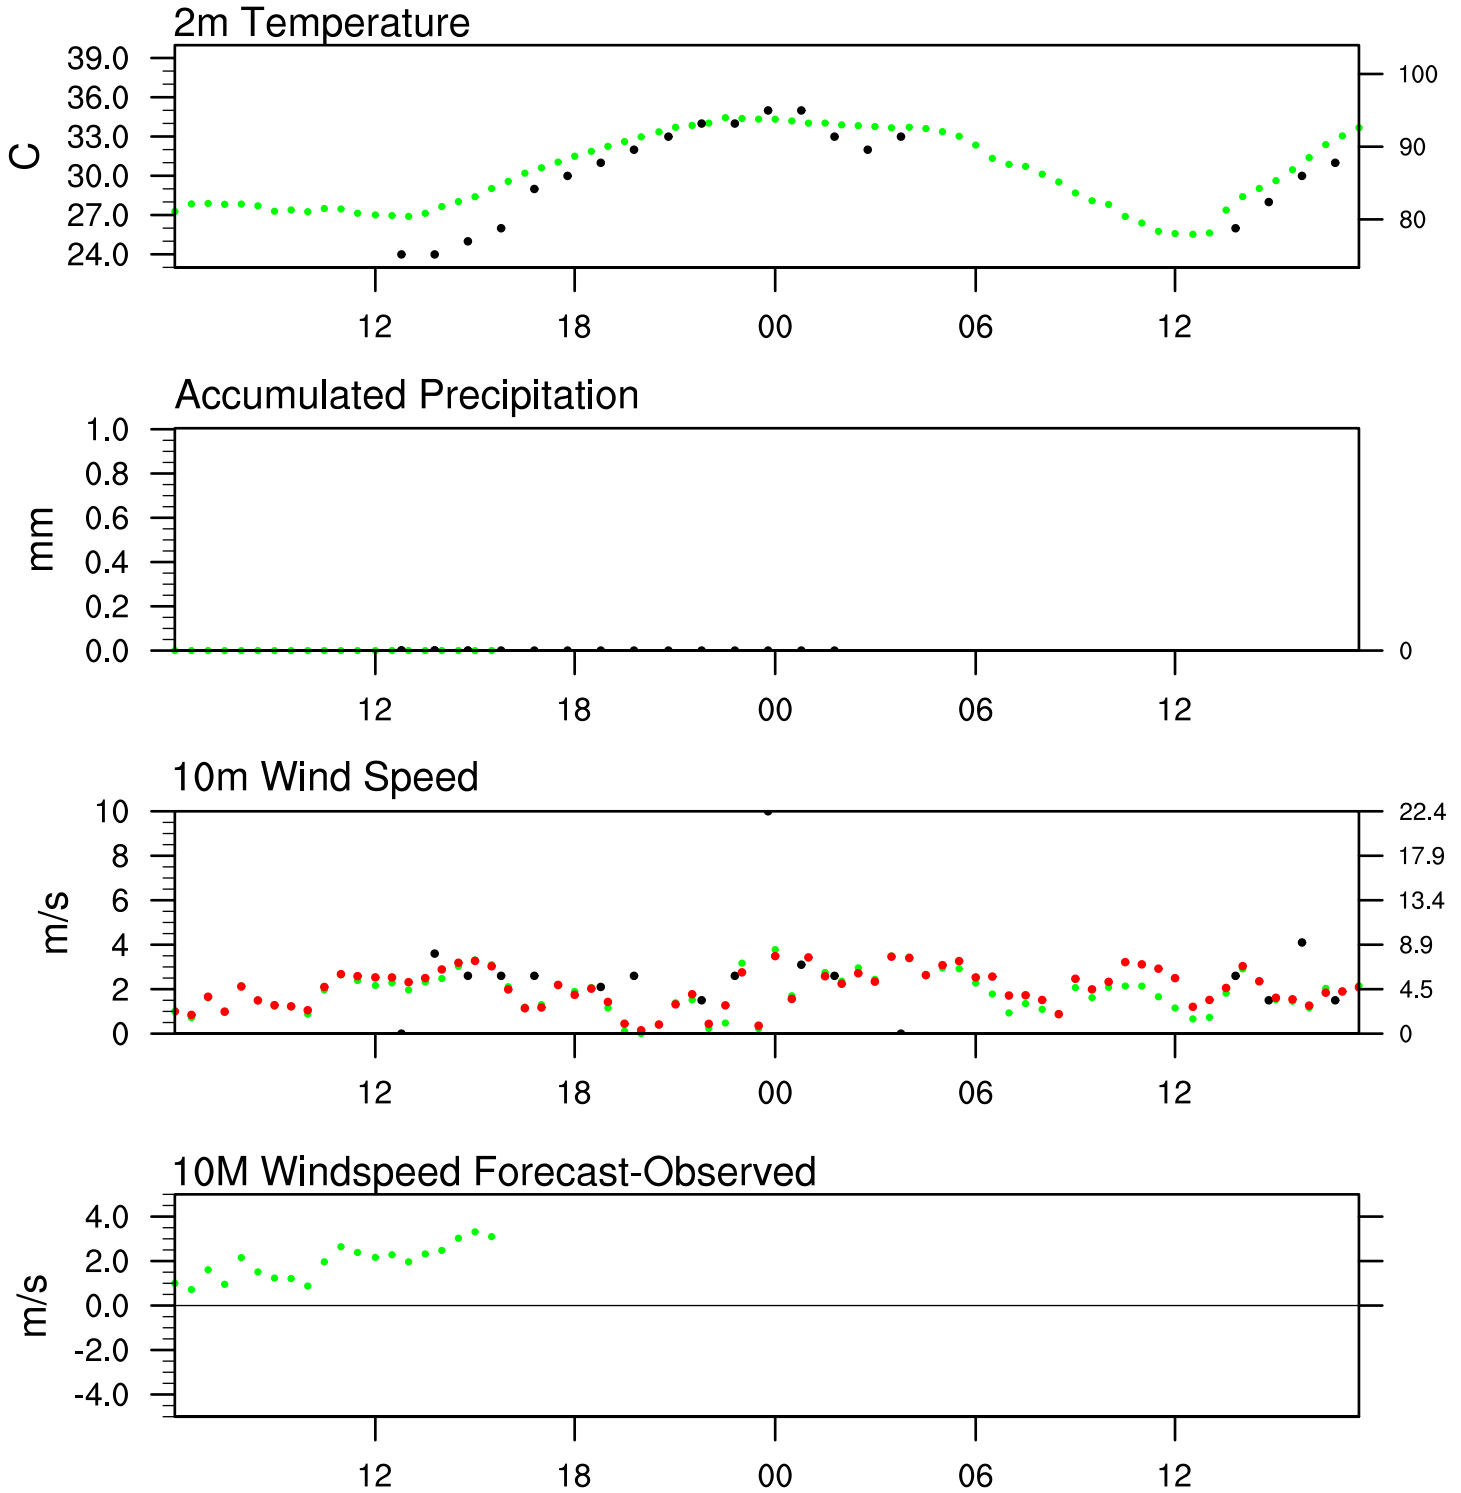 2m Temperature
39.0
36.0
33.0
30.0
27.0
24.0
C
100
90
80
12 18 00 06 12
Accumulated Precipitation
1.0
0.8
0.6
0.4
0.2
0.0
mm
0
12 18 00 06 12
10m Wind Speed
10
8
6
4
2
0
m/s
22.4
17.9
13.4
8.9
4.5
0
12 18 00 06 12
10M Windspeed Forecast-Observed
4.0
2.0
0.0
-2.0
-4.0
m/s
12 18 00 06 12